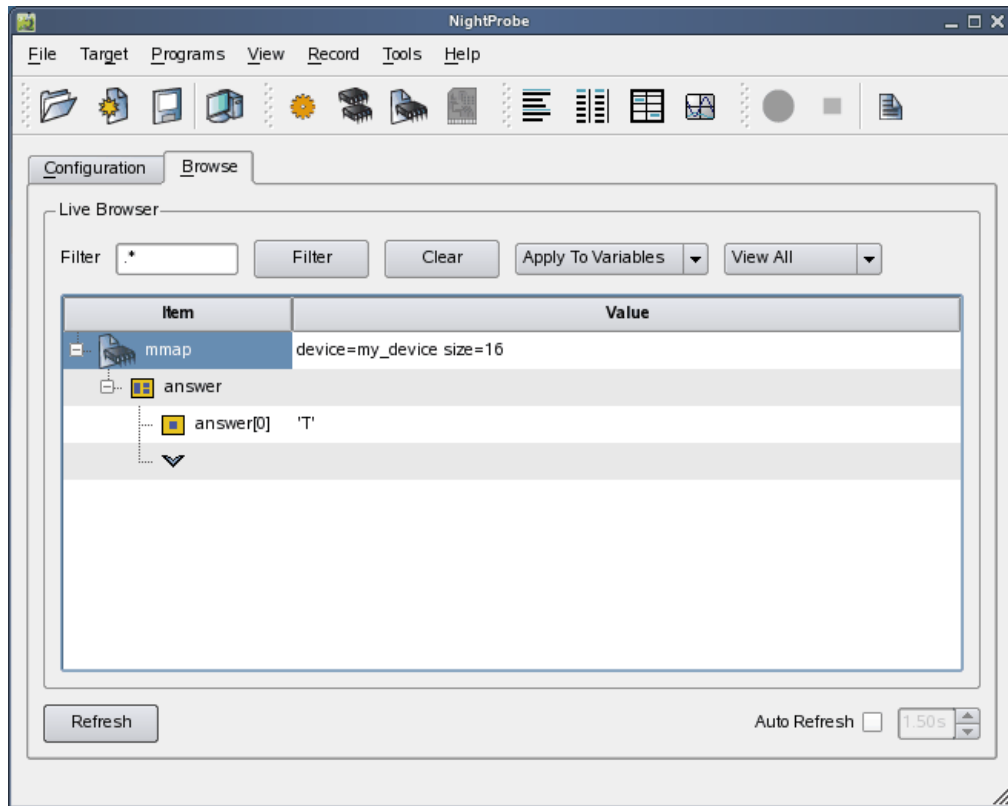 NightProbe
File Target Programs View Record Tools Help
Configuration Browse
Live Browser
Filter .* Filter Clear Apply To Variables View All
Item Value
mmap device=my_device size=16
answer
answer[0] 'T'
Refresh Auto Refresh 1.50s